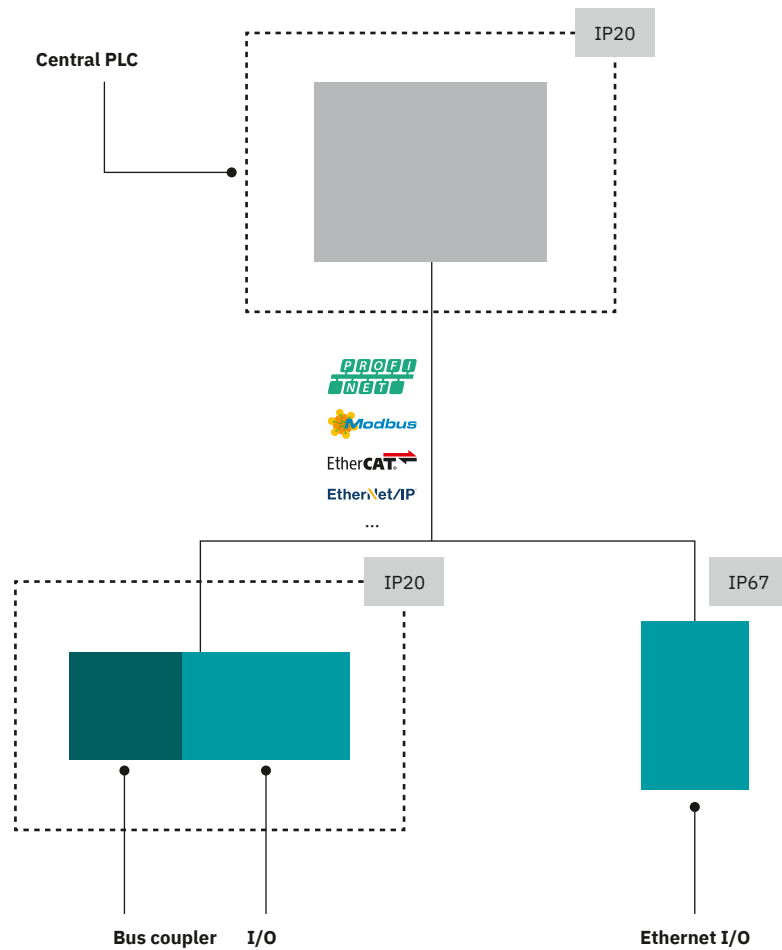 IP20
Central PLC
PROFI
NET
Modbus
EtherCAT®
EtherNet/IP
...
IP20
IP67
Bus coupler
I/O
Ethernet I/O